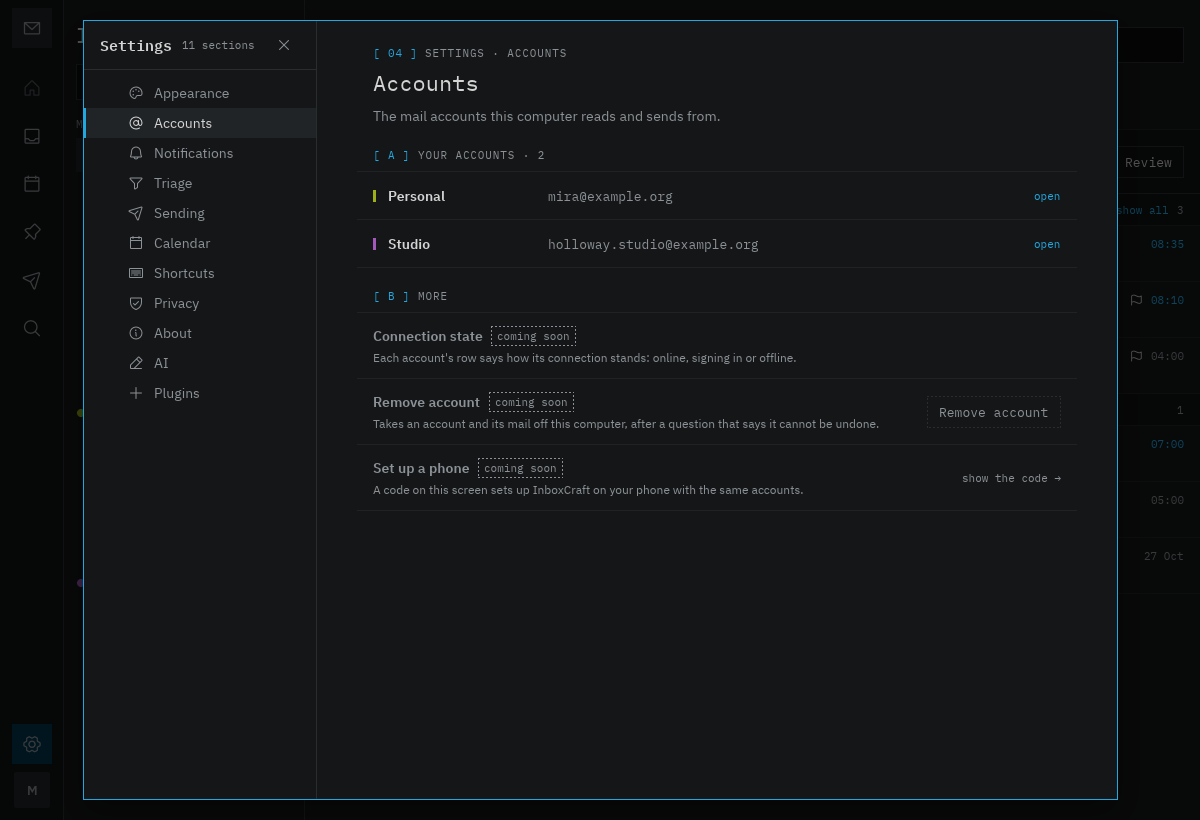 Settings 11 sections
Appearance
Accounts
Notifications
Triage
Sending
Calendar
Shortcuts
Privacy
About
AI
Plugins
[ 04 ] SETTINGS · ACCOUNTS
Accounts
The mail accounts this computer reads and sends from.
[ A ] YOUR ACCOUNTS · 2
Personal mira@example.org open
Studio holloway.studio@example.org open
[ B ] MORE
Connection state coming soon
Each account's row says how its connection stands: online, signing in or offline.
Remove account coming soon
Takes an account and its mail off this computer, after a question that says it cannot be undone.
Remove account
Set up a phone coming soon
A code on this screen sets up InboxCraft on your phone with the same accounts.
show the code →
Review
show all 3
08:35
08:10
04:00
1
07:00
05:00
27 Oct
M